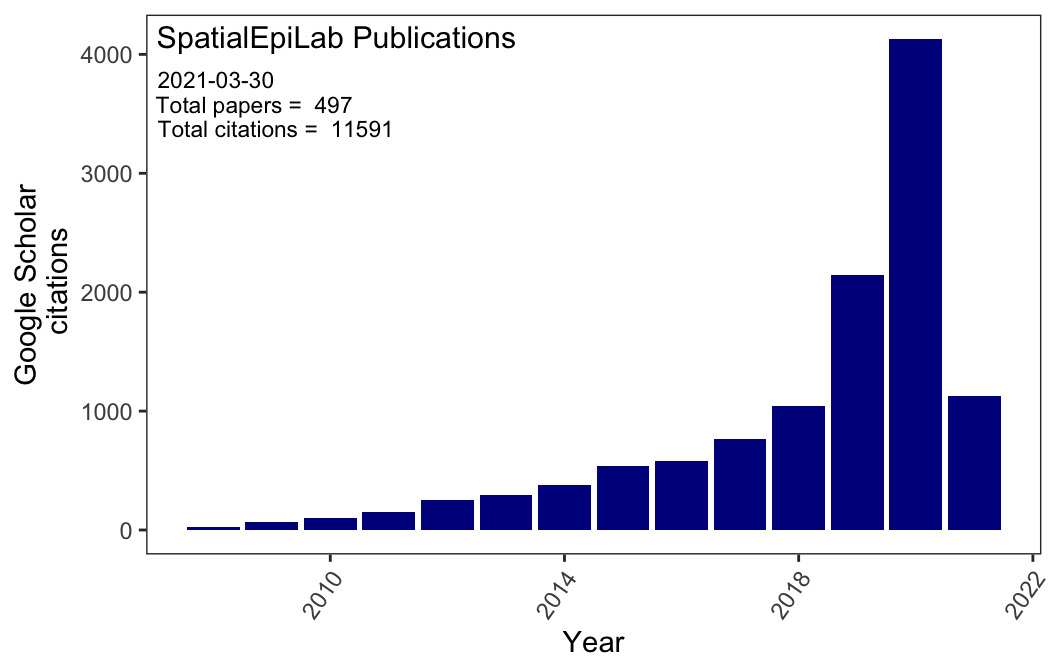 SpatialEpiLab Publications
2021-03-30
Total papers = 497
Total citations = 11591
4000
3000
2000
1000
0
Google Scholar
citations
2010
2014
2018
2022
Year